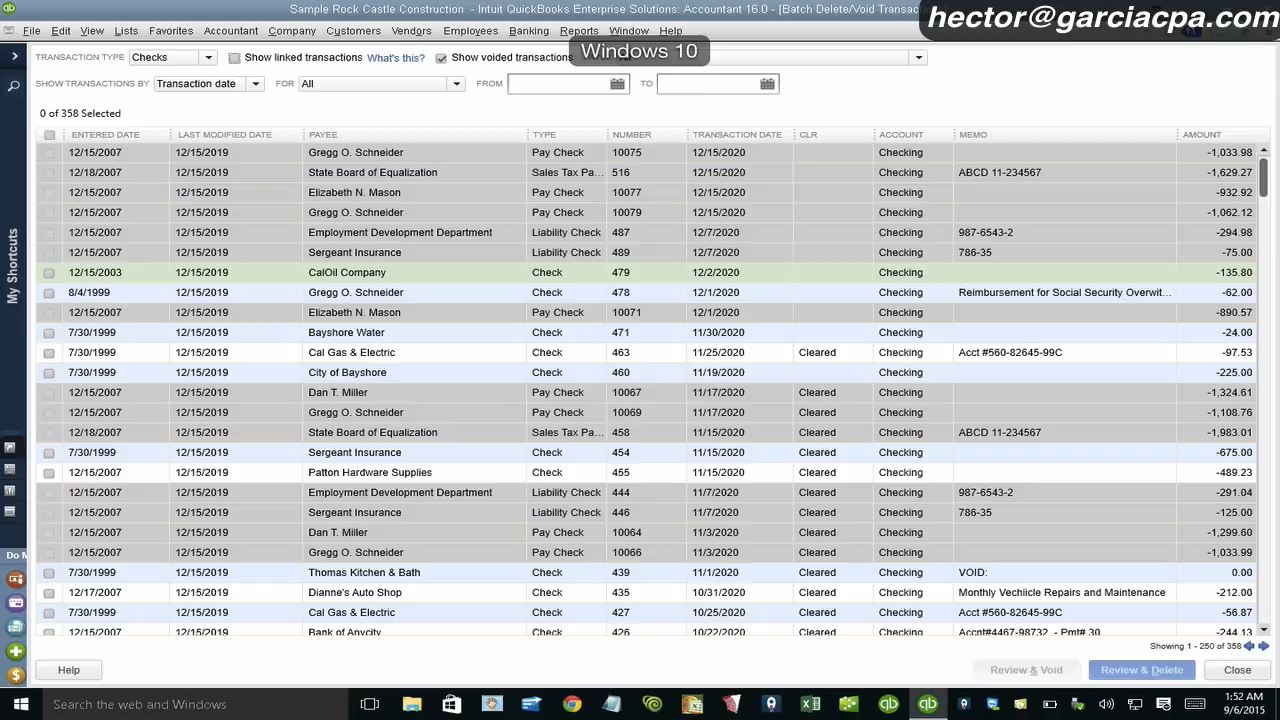 Sample Rock Castle Construction - Intuit QuickBooks Enterprise Solutions: Accountant 16.0 - [Batch Delete/Void Transac
hector@garciacpa.com
File Edit View Lists Favorites Accountant Company Customers Vendors Employees Banking Reports Window Help
Windows 10
TRANSACTION TYPE Checks Show linked transactions What's this? Show voided transactions
SHOW TRANSACTIONS BY Transaction date FOR All FROM TO
0 of 358 Selected
ENTERED DATE LAST MODIFIED DATE PAYEE TYPE NUMBER TRANSACTION DATE CLR ACCOUNT MEMO AMOUNT
12/15/2007 12/15/2019 Gregg O. Schneider Pay Check 10075 12/15/2020 Checking -1,033.98
12/18/2007 12/15/2019 State Board of Equalization Sales Tax Pa... 516 12/15/2020 Checking ABCD 11-234567 -1,629.27
12/15/2007 12/15/2019 Elizabeth N. Mason Pay Check 10077 12/15/2020 Checking -932.92
12/15/2007 12/15/2019 Gregg O. Schneider Pay Check 10079 12/15/2020 Checking -1,062.12
12/15/2007 12/15/2019 Employment Development Department Liability Check 487 12/7/2020 Checking 987-6543-2 -294.98
12/15/2007 12/15/2019 Sergeant Insurance Liability Check 489 12/7/2020 Checking 786-35 -75.00
12/15/2003 12/15/2019 CalOil Company Check 479 12/2/2020 Checking -135.80
8/4/1999 12/15/2019 Gregg O. Schneider Check 478 12/1/2020 Checking Reimbursement for Social Security Overwit... -62.00
12/15/2007 12/15/2019 Elizabeth N. Mason Pay Check 10071 12/1/2020 Checking -890.57
7/30/1999 12/15/2019 Bayshore Water Check 471 11/30/2020 Checking -24.00
7/30/1999 12/15/2019 Cal Gas & Electric Check 463 11/25/2020 Cleared Checking Acct #560-82645-99C -97.53
7/30/1999 12/15/2019 City of Bayshore Check 460 11/19/2020 Checking -225.00
12/15/2007 12/15/2019 Dan T. Miller Pay Check 10067 11/17/2020 Cleared Checking -1,324.61
12/15/2007 12/15/2019 Gregg O. Schneider Pay Check 10069 11/17/2020 Cleared Checking -1,108.76
12/18/2007 12/15/2019 State Board of Equalization Sales Tax Pa... 458 11/15/2020 Cleared Checking ABCD 11-234567 -1,983.01
7/30/1999 12/15/2019 Sergeant Insurance Check 454 11/15/2020 Cleared Checking -675.00
12/15/2007 12/15/2019 Patton Hardware Supplies Check 455 11/15/2020 Cleared Checking -489.23
12/15/2007 12/15/2019 Employment Development Department Liability Check 444 11/7/2020 Cleared Checking 987-6543-2 -291.04
12/15/2007 12/15/2019 Sergeant Insurance Liability Check 446 11/7/2020 Cleared Checking 786-35 -125.00
12/15/2007 12/15/2019 Dan T. Miller Pay Check 10064 11/3/2020 Cleared Checking -1,299.60
12/15/2007 12/15/2019 Gregg O. Schneider Pay Check 10066 11/3/2020 Cleared Checking -1,033.99
7/30/1999 12/15/2019 Thomas Kitchen & Bath Check 439 11/1/2020 Cleared Checking VOID: 0.00
12/17/2007 12/15/2019 Dianne's Auto Shop Check 435 10/31/2020 Cleared Checking Monthly Vechiicle Repairs and Maintenance -212.00
7/30/1999 12/15/2019 Cal Gas & Electric Check 427 10/25/2020 Cleared Checking Acct #560-82645-99C -56.87
12/15/2007 12/15/2019 Bank of Anycity Check 426 10/22/2020 Cleared Checking Accnt#4467-98732 - Pmt# 30 -244.13
My Shortcuts
Do M
Showing 1 - 250 of 358
Help Review & Void Review & Delete Close
Search the web and Windows
1:52 AM
9/6/2015